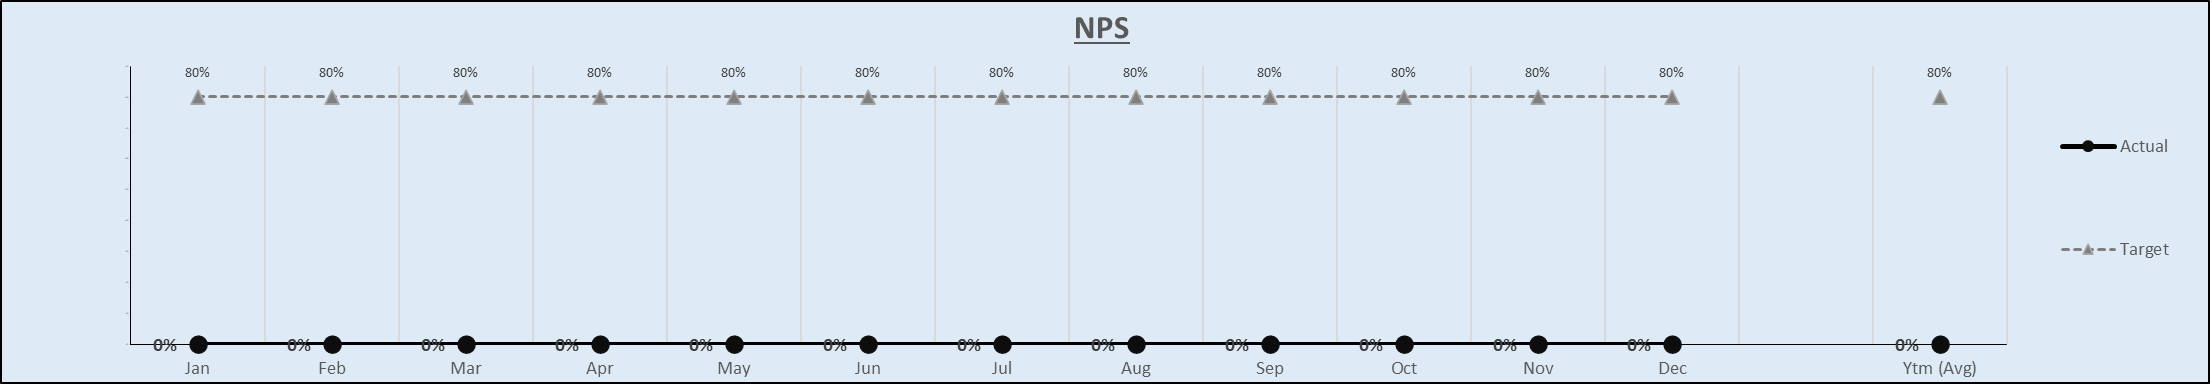 NPS
80% 80% 80% 80% 80% 80% 80% 80% 80% 80% 80% 80% 80%
Actual
Target
0% 0% 0% 0% 0% 0% 0% 0% 0% 0% 0% 0% 0%
Jan Feb Mar Apr May Jun Jul Aug Sep Oct Nov Dec Ytm (Avg)